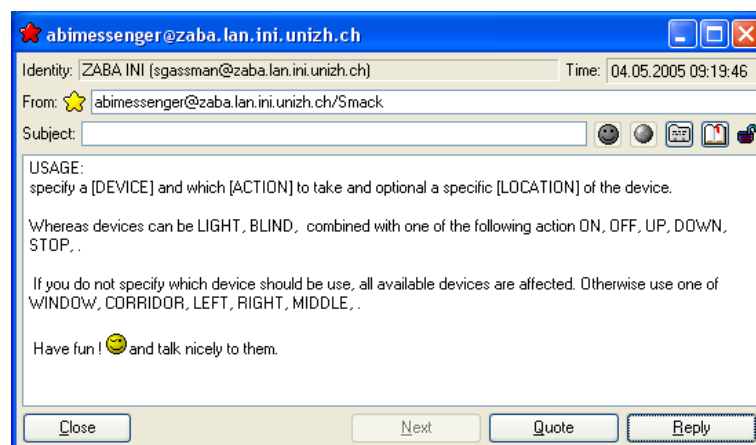 abimessenger@zaba.lan.ini.unizh.ch
Identity: ZABA INI (sgassman@zaba.lan.ini.unizh.ch) Time: 04.05.2005 09:19:46
From: abimessenger@zaba.lan.ini.unizh.ch/Smack
Subject:
USAGE:
specify a [DEVICE] and which [ACTION] to take and optional a specific [LOCATION] of the device.
Whereas devices can be LIGHT, BLIND, combined with one of the following action ON, OFF, UP, DOWN,
STOP, .
If you do not specify which device should be use, all available devices are affected. Otherwise use one of
WINDOW, CORRIDOR, LEFT, RIGHT, MIDDLE, .
Have fun ! and talk nicely to them.
Close Next Quote Reply